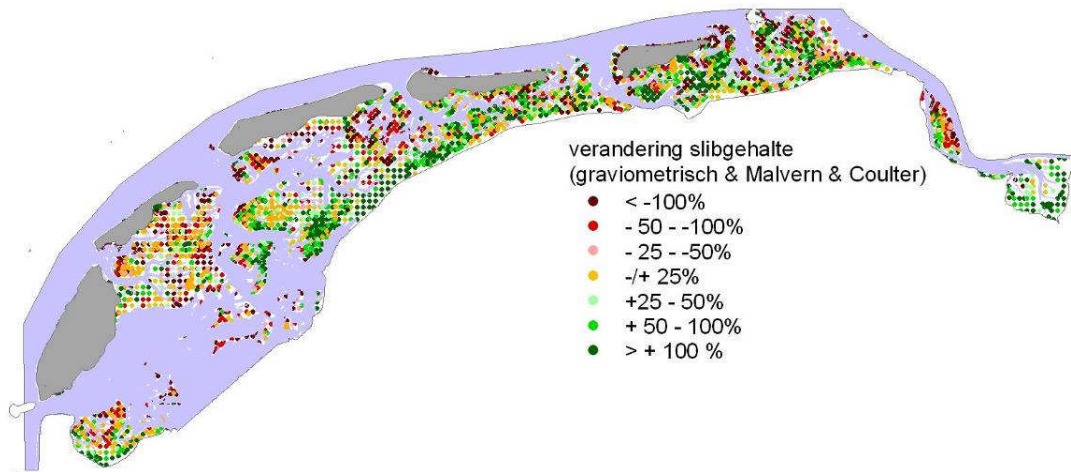 verandering slibgehalte
(graviometrisch & Malvern & Coulter)
< -100%
- 50 - -100%
- 25 - -50%
-/+ 25%
+25 - 50%
+ 50 - 100%
> + 100 %